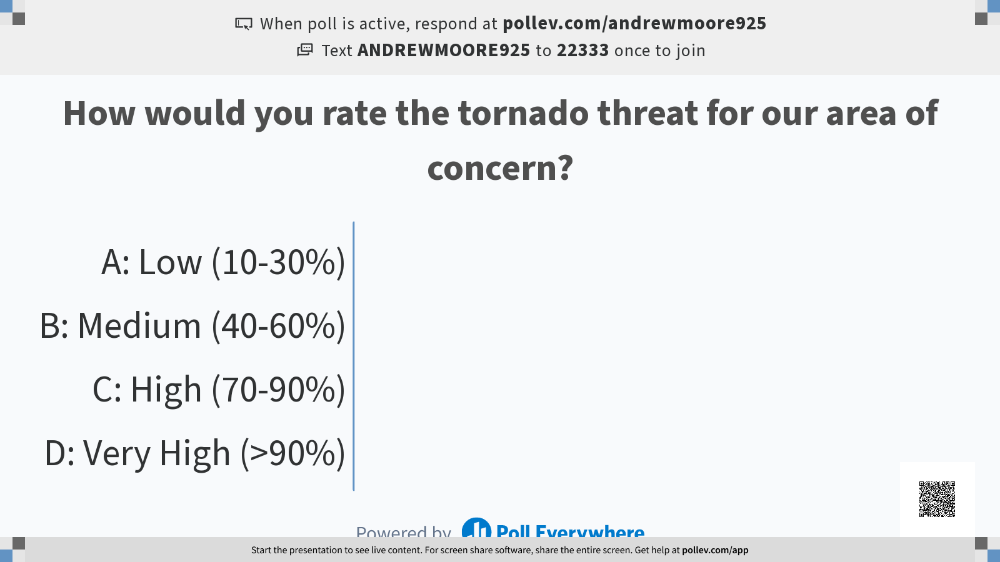 When poll is active, respond at pollev.com/andrewmoore925
Text ANDREWMOORE925 to 22333 once to join
How would you rate the tornado threat for our area of
concern?
A: Low (10-30%)
B: Medium (40-60%)
C: High (70-90%)
D: Very High (>90%)
Powered by Poll Everywhere
Start the presentation to see live content. For screen share software, share the entire screen. Get help at pollev.com/app